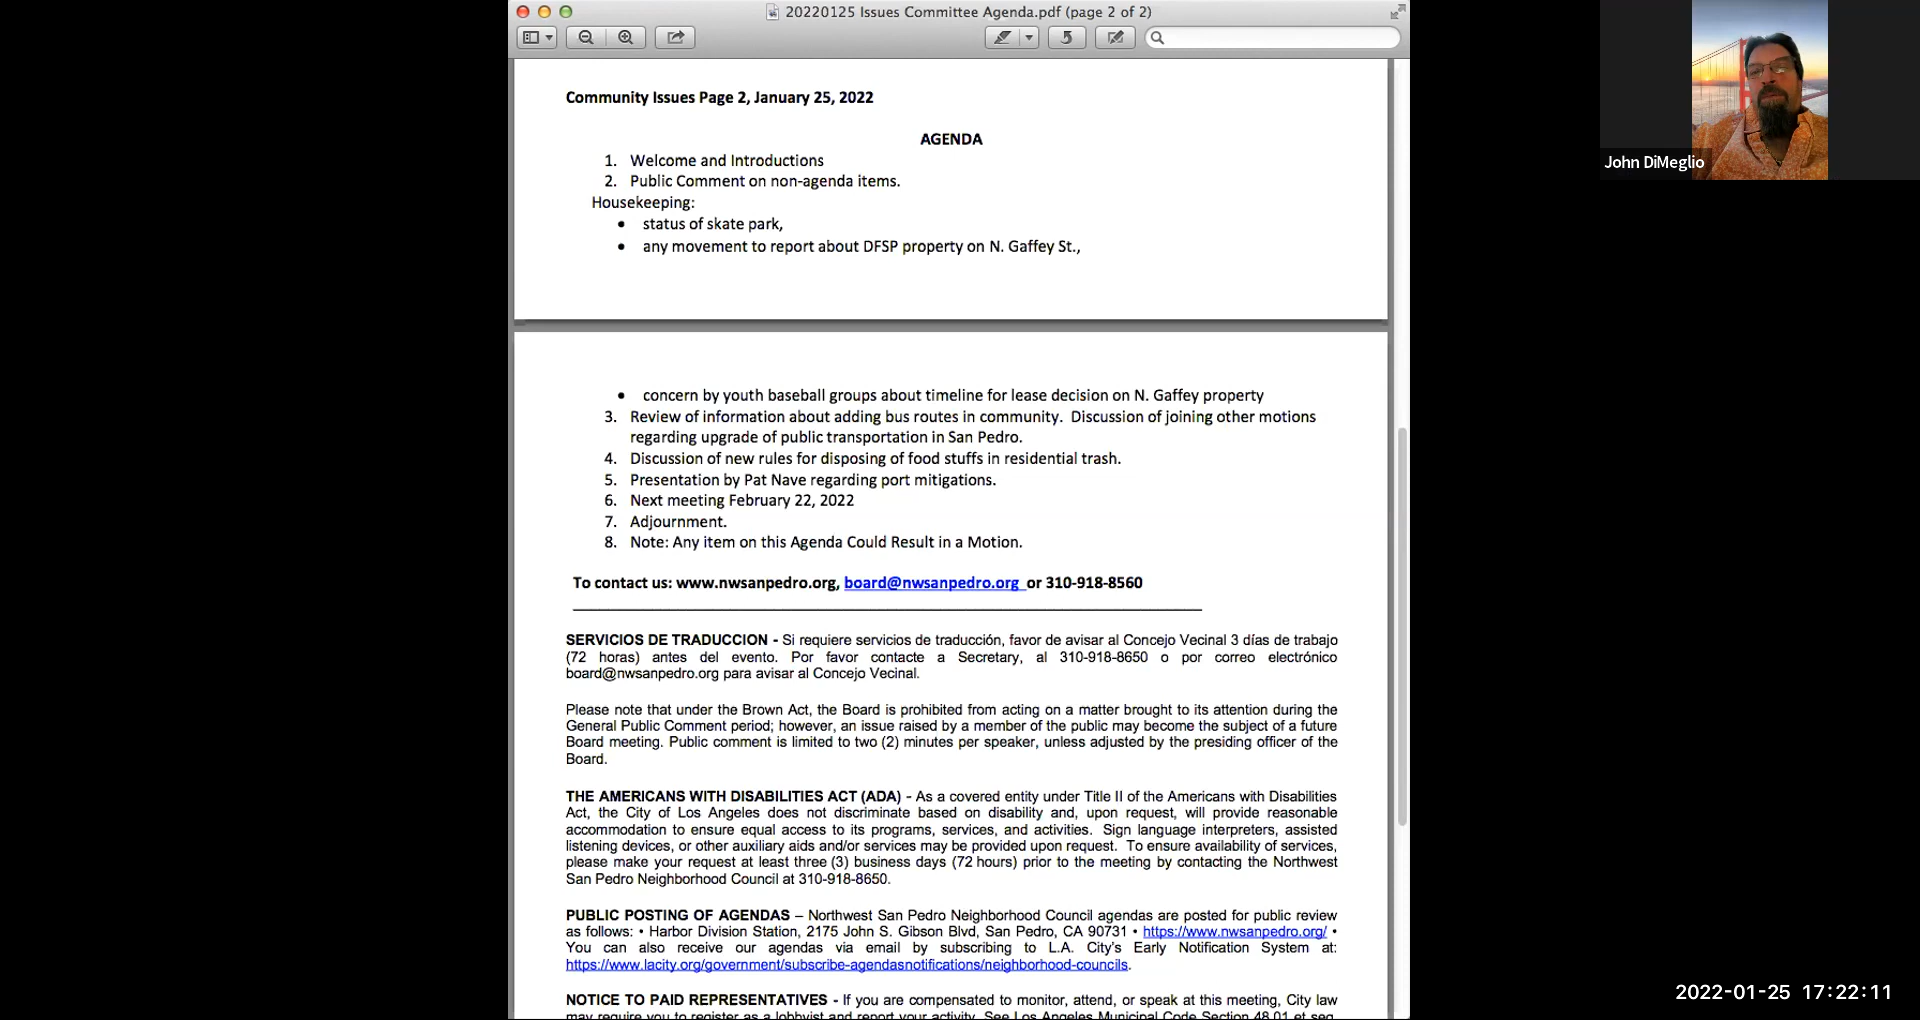 20220125 Issues Committee Agenda.pdf (page 2 of 2)
Community Issues Page 2, January 25, 2022
AGENDA
1. Welcome and Introductions
2. Public Comment on non-agenda items.
Housekeeping:
• status of skate park,
• any movement to report about DFSP property on N. Gaffey St.,
• concern by youth baseball groups about timeline for lease decision on N. Gaffey property
3. Review of information about adding bus routes in community. Discussion of joining other motions
regarding upgrade of public transportation in San Pedro.
4. Discussion of new rules for disposing of food stuffs in residential trash.
5. Presentation by Pat Nave regarding port mitigations.
6. Next meeting February 22, 2022
7. Adjournment.
8. Note: Any item on this Agenda Could Result in a Motion.
To contact us: www.nwsanpedro.org, board@nwsanpedro.org or 310-918-8560
SERVICIOS DE TRADUCCION - Si requiere servicios de traducción, favor de avisar al Concejo Vecinal 3 días de trabajo
(72 horas) antes del evento. Por favor contacte a Secretary, al 310-918-8650 o por correo electrónico
board@nwsanpedro.org para avisar al Concejo Vecinal.
Please note that under the Brown Act, the Board is prohibited from acting on a matter brought to its attention during the
General Public Comment period; however, an issue raised by a member of the public may become the subject of a future
Board meeting. Public comment is limited to two (2) minutes per speaker, unless adjusted by the presiding officer of the
Board.
THE AMERICANS WITH DISABILITIES ACT (ADA) - As a covered entity under Title II of the Americans with Disabilities
Act, the City of Los Angeles does not discriminate based on disability and, upon request, will provide reasonable
accommodation to ensure equal access to its programs, services, and activities. Sign language interpreters, assisted
listening devices, or other auxiliary aids and/or services may be provided upon request. To ensure availability of services,
please make your request at least three (3) business days (72 hours) prior to the meeting by contacting the Northwest
San Pedro Neighborhood Council at 310-918-8650.
PUBLIC POSTING OF AGENDAS – Northwest San Pedro Neighborhood Council agendas are posted for public review
as follows: • Harbor Division Station, 2175 John S. Gibson Blvd, San Pedro, CA 90731 • https://www.nwsanpedro.org/ •
You can also receive our agendas via email by subscribing to L.A. City's Early Notification System at:
https://www.lacity.org/government/subscribe-agendasnotifications/neighborhood-councils.
NOTICE TO PAID REPRESENTATIVES - If you are compensated to monitor, attend, or speak at this meeting, City law
may require you to register as a lobbyist and report your activity. See Los Angeles Municipal Code Section 48.01 et seq.
John DiMeglio
2022-01-25 17:22:11